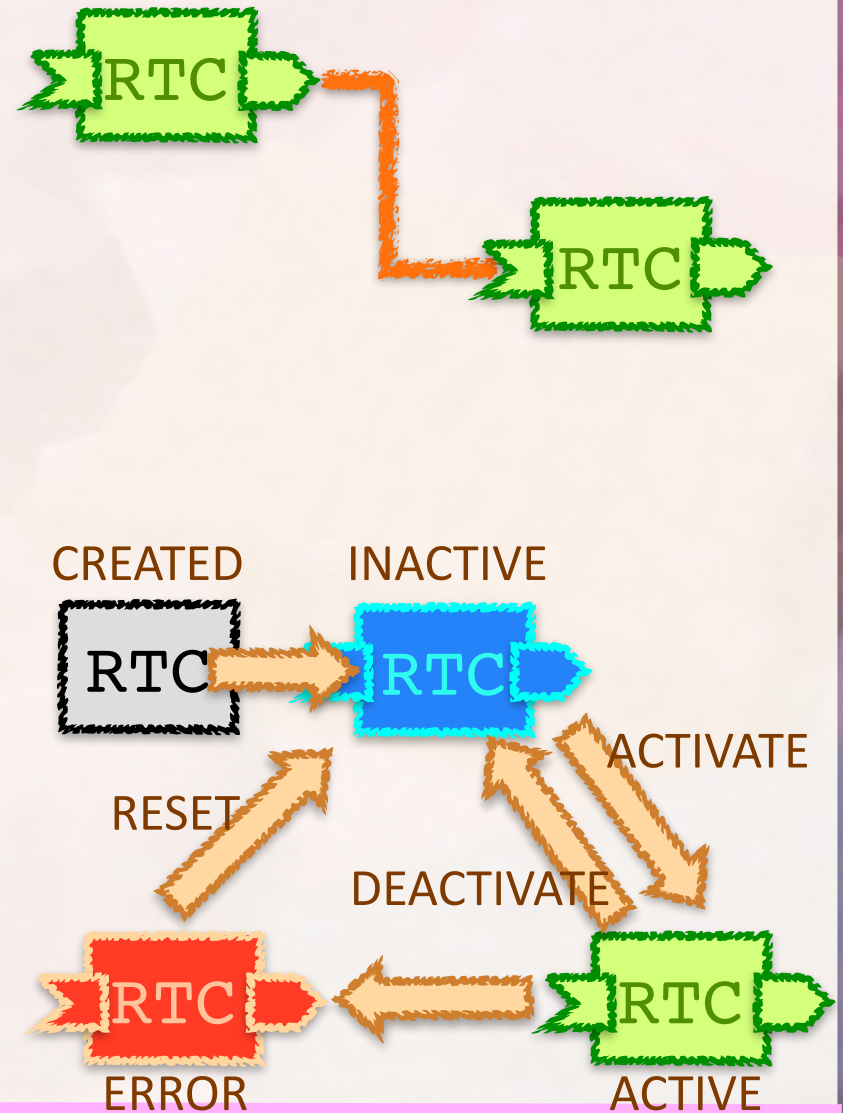 RTC
RTC
CREATED
INACTIVE
RTC
RTC
ACTIVATE
RESET
DEACTIVATE
RTC
RTC
ERROR
ACTIVE